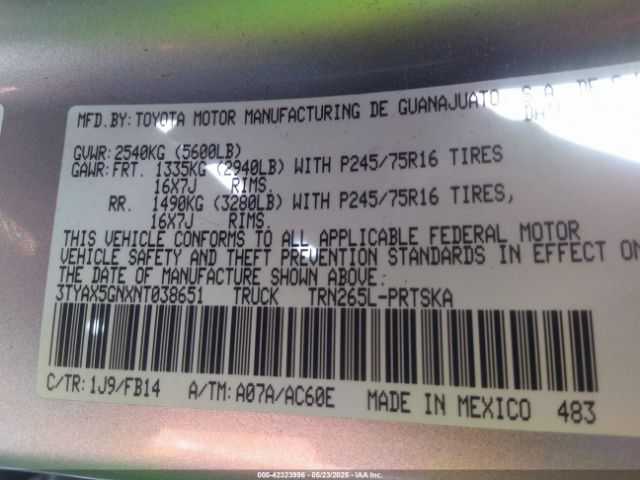 MFD.BY: TOYOTA MOTOR MANUFACTURING DE GUANAJUATO, S.A. DE
GVWR: 2540KG (5600LB)
GAWR: FRT. 1335KG (2940LB) WITH P245/75R16 TIRES
16X7J RIMS.
RR. 1490KG (3280LB) WITH P245/75R16 TIRES,
16X7J RIMS.
THIS VEHICLE CONFORMS TO ALL APPLICABLE FEDERAL MOTOR
VEHICLE SAFETY AND THEFT PREVENTION STANDARDS IN EFFECT ON
THE DATE OF MANUFACTURE SHOWN ABOVE.
3TYAX5GNXNT038651 TRUCK TRN265L-PRTSKA
C/TR: 1J9/FB14 A/TM: A07A/AC60E MADE IN MEXICO 483
000-42323996 - 05/23/2025 - IAA Corp.